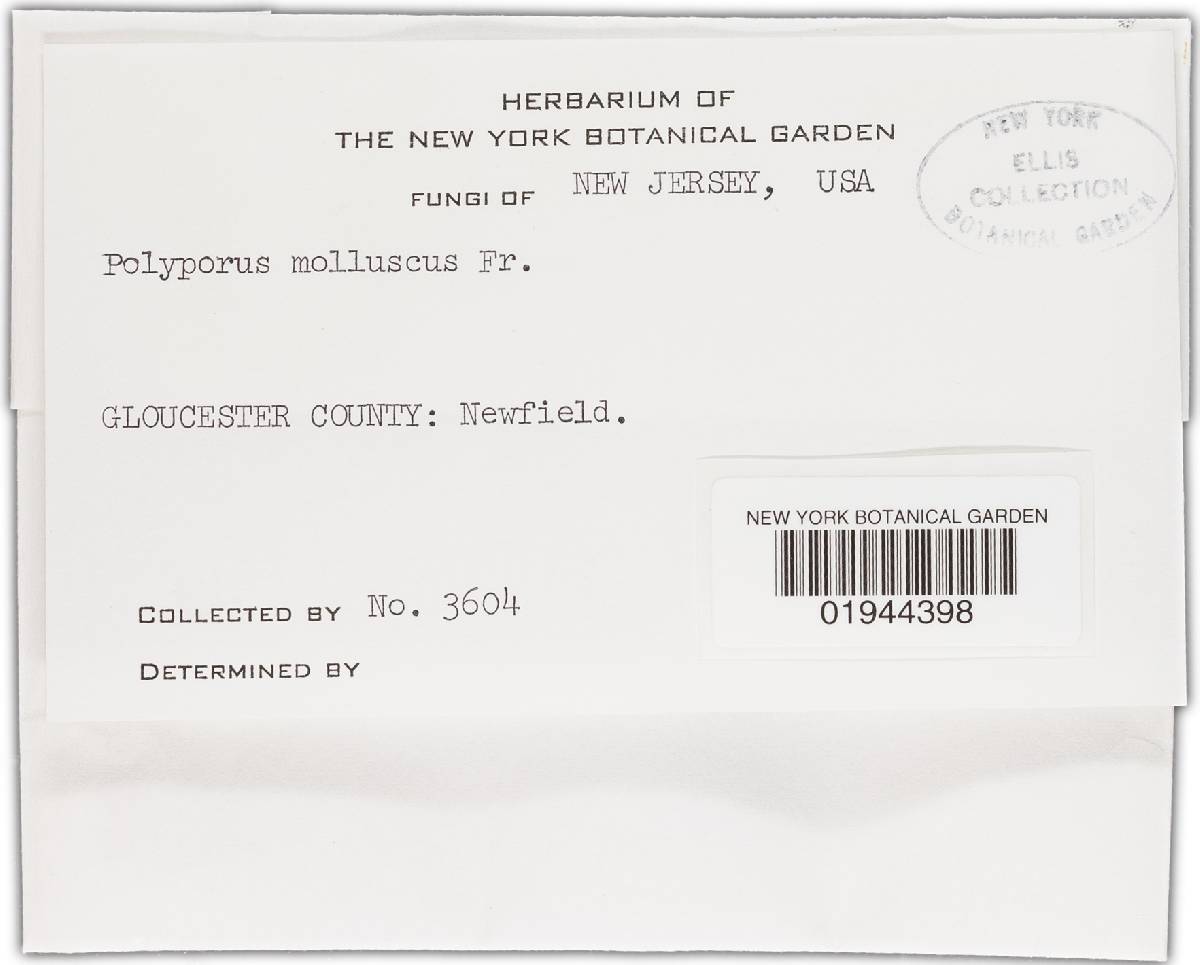 HERBARIUM OF
THE NEW YORK BOTANICAL GARDEN
FUNGI OF NEW JERSEY, USA
NEW YORK
ELLIS
COLLECTION
BOTANICAL GARDEN
Polyporus molluscus Fr.
GLOUCESTER COUNTY: Newfield.
NEW YORK BOTANICAL GARDEN
01944398
COLLECTED BY No. 3604
DETERMINED BY